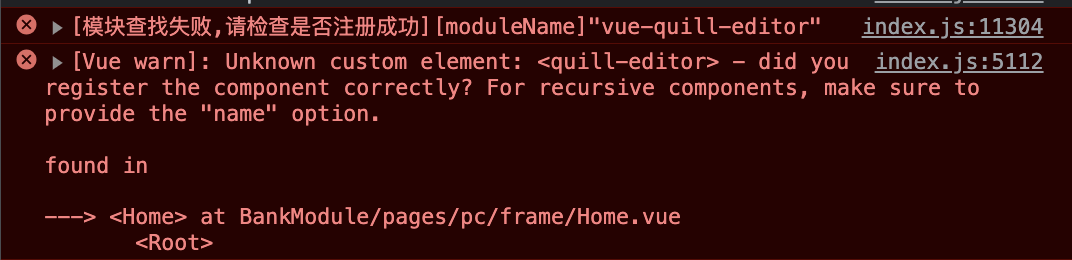 [模块查找失败,请检查是否注册成功][moduleName]"vue-quill-editor" index.js:11304
[Vue warn]: Unknown custom element: <quill-editor> - did you index.js:5112
register the component correctly? For recursive components, make sure to
provide the "name" option.
found in
---> <Home> at BankModule/pages/pc/frame/Home.vue
<Root>